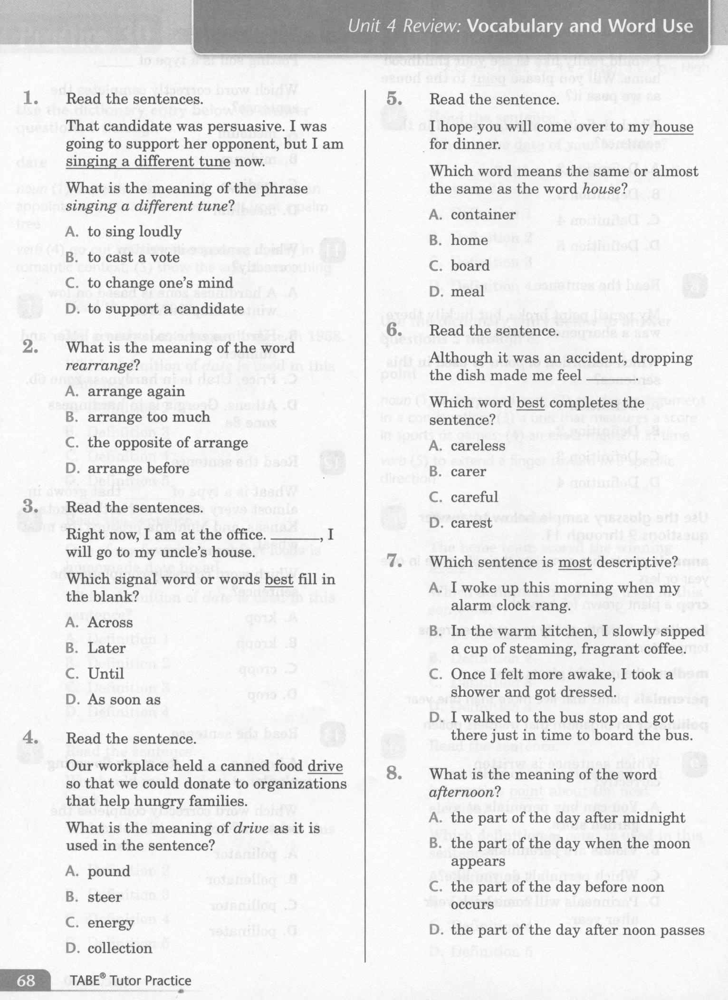 Unit 4 Review: Vocabulary and Word Use
1. Read the sentences.
That candidate was persuasive. I was
going to support her opponent, but I am
singing a different tune now.
What is the meaning of the phrase
singing a different tune?
A. to sing loudly
B. to cast a vote
C. to change one's mind
D. to support a candidate
2. What is the meaning of the word
rearrange?
A. arrange again
B. arrange too much
C. the opposite of arrange
D. arrange before
3. Read the sentences.
Right now, I am at the office. _______, I
will go to my uncle's house.
Which signal word or words best fill in
the blank?
A. Across
B. Later
C. Until
D. As soon as
4. Read the sentence.
Our workplace held a canned food drive
so that we could donate to organizations
that help hungry families.
What is the meaning of drive as it is
used in the sentence?
A. pound
B. steer
C. energy
D. collection
5. Read the sentence.
I hope you will come over to my house
for dinner.
Which word means the same or almost
the same as the word house?
A. container
B. home
C. board
D. meal
6. Read the sentence.
Although it was an accident, dropping
the dish made me feel _______.
Which word best completes the
sentence?
A. careless
B. carer
C. careful
D. carest
7. Which sentence is most descriptive?
A. I woke up this morning when my
alarm clock rang.
B. In the warm kitchen, I slowly sipped
a cup of steaming, fragrant coffee.
C. Once I felt more awake, I took a
shower and got dressed.
D. I walked to the bus stop and got
there just in time to board the bus.
8. What is the meaning of the word
afternoon?
A. the part of the day after midnight
B. the part of the day when the moon
appears
C. the part of the day before noon
occurs
D. the part of the day after noon passes
68 TABE® Tutor Practice